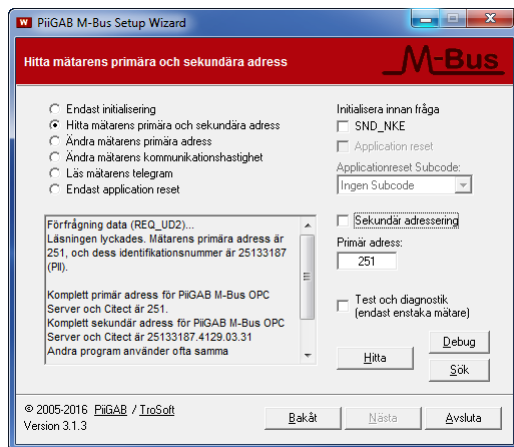 PiiGAB M-Bus Setup Wizard
Hitta mätarens primära och sekundära adress
M-Bus
Endast initialisering
Hitta mätarens primära och sekundära adress
Ändra mätarens primära adress
Ändra mätarens kommunikationshastighet
Läs mätarens telegram
Endast application reset
Initialisera innan fråga
SND_NKE
Application reset
Applicationreset Subcode:
Ingen Subcode
Sekundär adressering
Primär adress:
251
Test och diagnostik
(endast enstaka mätare)
Förfrågning data (REQ_UD2)...
Läsningen lyckades. Mätarens primära adress är
251, och dess identifikationsnummer är 25133187
(PII).
Komplett primär adress för PiiGAB M-Bus OPC
Server och Citect är 251.
Komplett sekundär adress för PiiGAB M-Bus OPC
Server och Citect är 25133187.4129.03.31
Andra program använder ofta samma
Hitta
Debug
Sök
© 2005-2016 PiiGAB / TroSoft
Version 3.1.3
Bakåt
Nästa
Avsluta